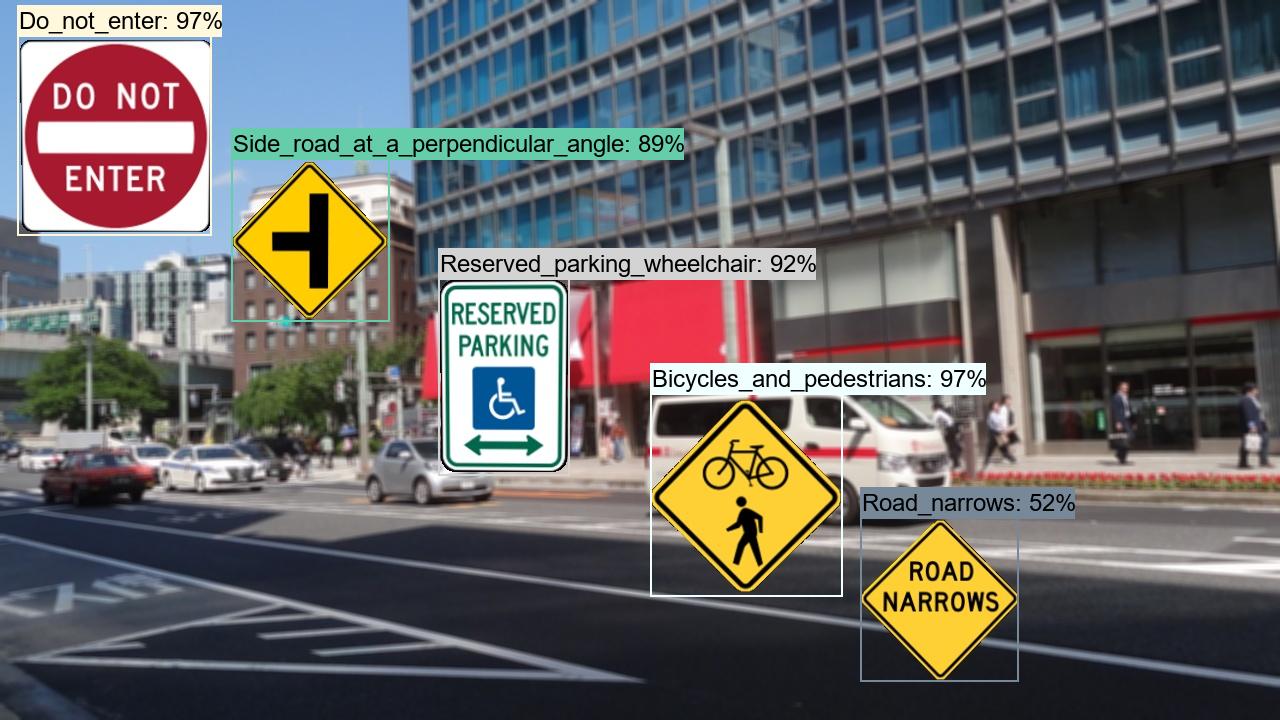 Do_not_enter: 97%
DO NOT
ENTER
Side_road_at_a_perpendicular_angle: 89%
Reserved_parking_wheelchair: 92%
RESERVED
PARKING
Bicycles_and_pedestrians: 97%
Road_narrows: 52%
ROAD
NARROWS